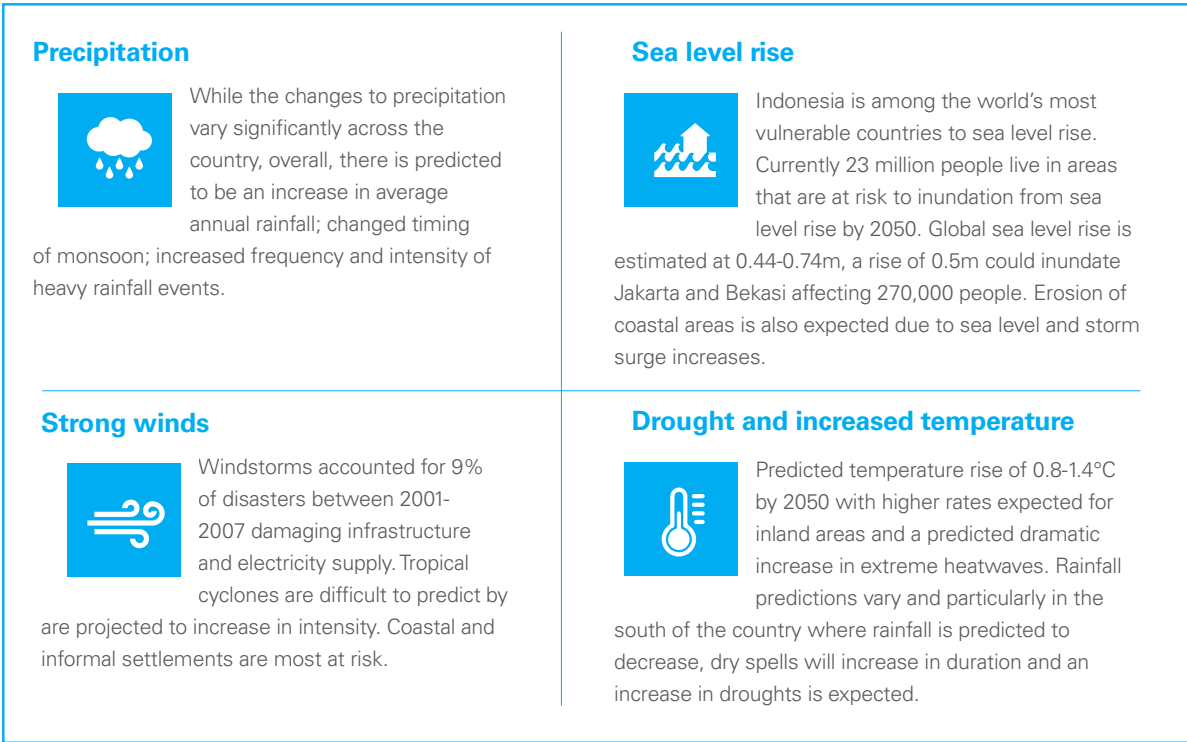 Precipitation
While the changes to precipitation
vary significantly across the
country, overall, there is predicted
to be an increase in average
annual rainfall; changed timing
of monsoon; increased frequency and intensity of
heavy rainfall events.
Sea level rise
Indonesia is among the world's most
vulnerable countries to sea level rise.
Currently 23 million people live in areas
that are at risk to inundation from sea
level rise by 2050. Global sea level rise is
estimated at 0.44-0.74m, a rise of 0.5m could inundate
Jakarta and Bekasi affecting 270,000 people. Erosion of
coastal areas is also expected due to sea level and storm
surge increases.
Strong winds
Windstorms accounted for 9%
of disasters between 2001-
2007 damaging infrastructure
and electricity supply. Tropical
cyclones are difficult to predict by
are projected to increase in intensity. Coastal and
informal settlements are most at risk.
Drought and increased temperature
Predicted temperature rise of 0.8-1.4°C
by 2050 with higher rates expected for
inland areas and a predicted dramatic
increase in extreme heatwaves. Rainfall
predictions vary and particularly in the
south of the country where rainfall is predicted to
decrease, dry spells will increase in duration and an
increase in droughts is expected.